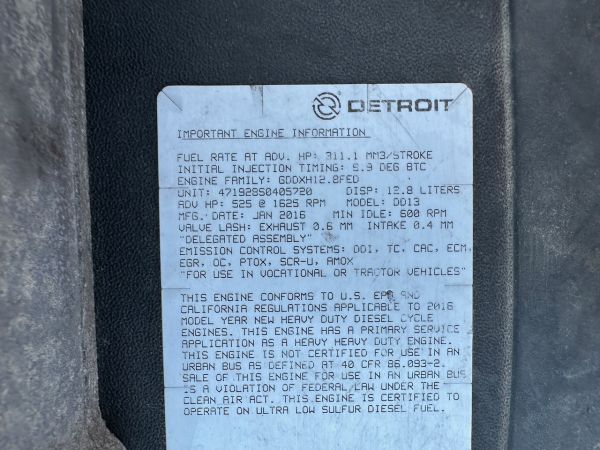 DETROIT
IMPORTANT ENGINE INFORMATION
FUEL RATE AT ADV. HP: 311.1 MM3/STROKE
INITIAL INJECTION TIMING: 5.9 DEG BTC
ENGINE FAMILY: GDDXH12.8FED
UNIT: 471928S0405720 DISP: 12.8 LITERS
ADV HP: 525 @ 1625 RPM MODEL: DD13
MFG. DATE: JAN 2016 MIN IDLE: 600 RPM
VALVE LASH: EXHAUST 0.6 MM INTAKE 0.4 MM
"DELEGATED ASSEMBLY"
EMISSION CONTROL SYSTEMS: DDI, TC, CAC, ECM,
EGR, OC, PTOX, SCR-U, AMOX
"FOR USE IN VOCATIONAL OR TRACTOR VEHICLES"
THIS ENGINE CONFORMS TO U.S. EPA AND
CALIFORNIA REGULATIONS APPLICABLE TO 2016
MODEL YEAR NEW HEAVY DUTY DIESEL CYCLE
ENGINES. THIS ENGINE HAS A PRIMARY SERVICE
APPLICATION AS A HEAVY HEAVY DUTY ENGINE.
THIS ENGINE IS NOT CERTIFIED FOR USE IN AN
URBAN BUS AS DEFINED AT 40 CFR 86.093-2.
SALE OF THIS ENGINE FOR USE IN AN URBAN BUS
IS A VIOLATION OF FEDERAL LAW UNDER THE
CLEAN AIR ACT. THIS ENGINE IS CERTIFIED TO
OPERATE ON ULTRA LOW SULFUR DIESEL FUEL.